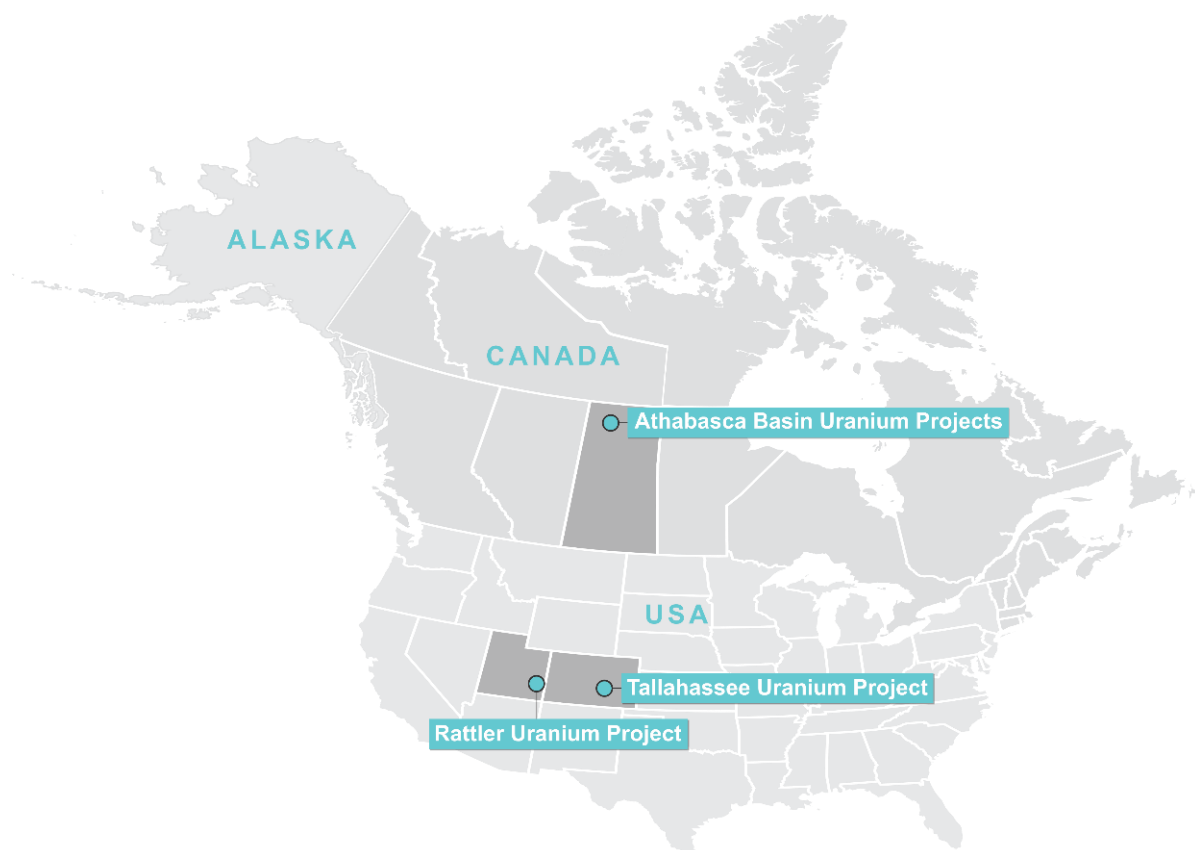 ALASKA
CANADA
Athabasca Basin Uranium Projects
USA
Tallahassee Uranium Project
Rattler Uranium Project